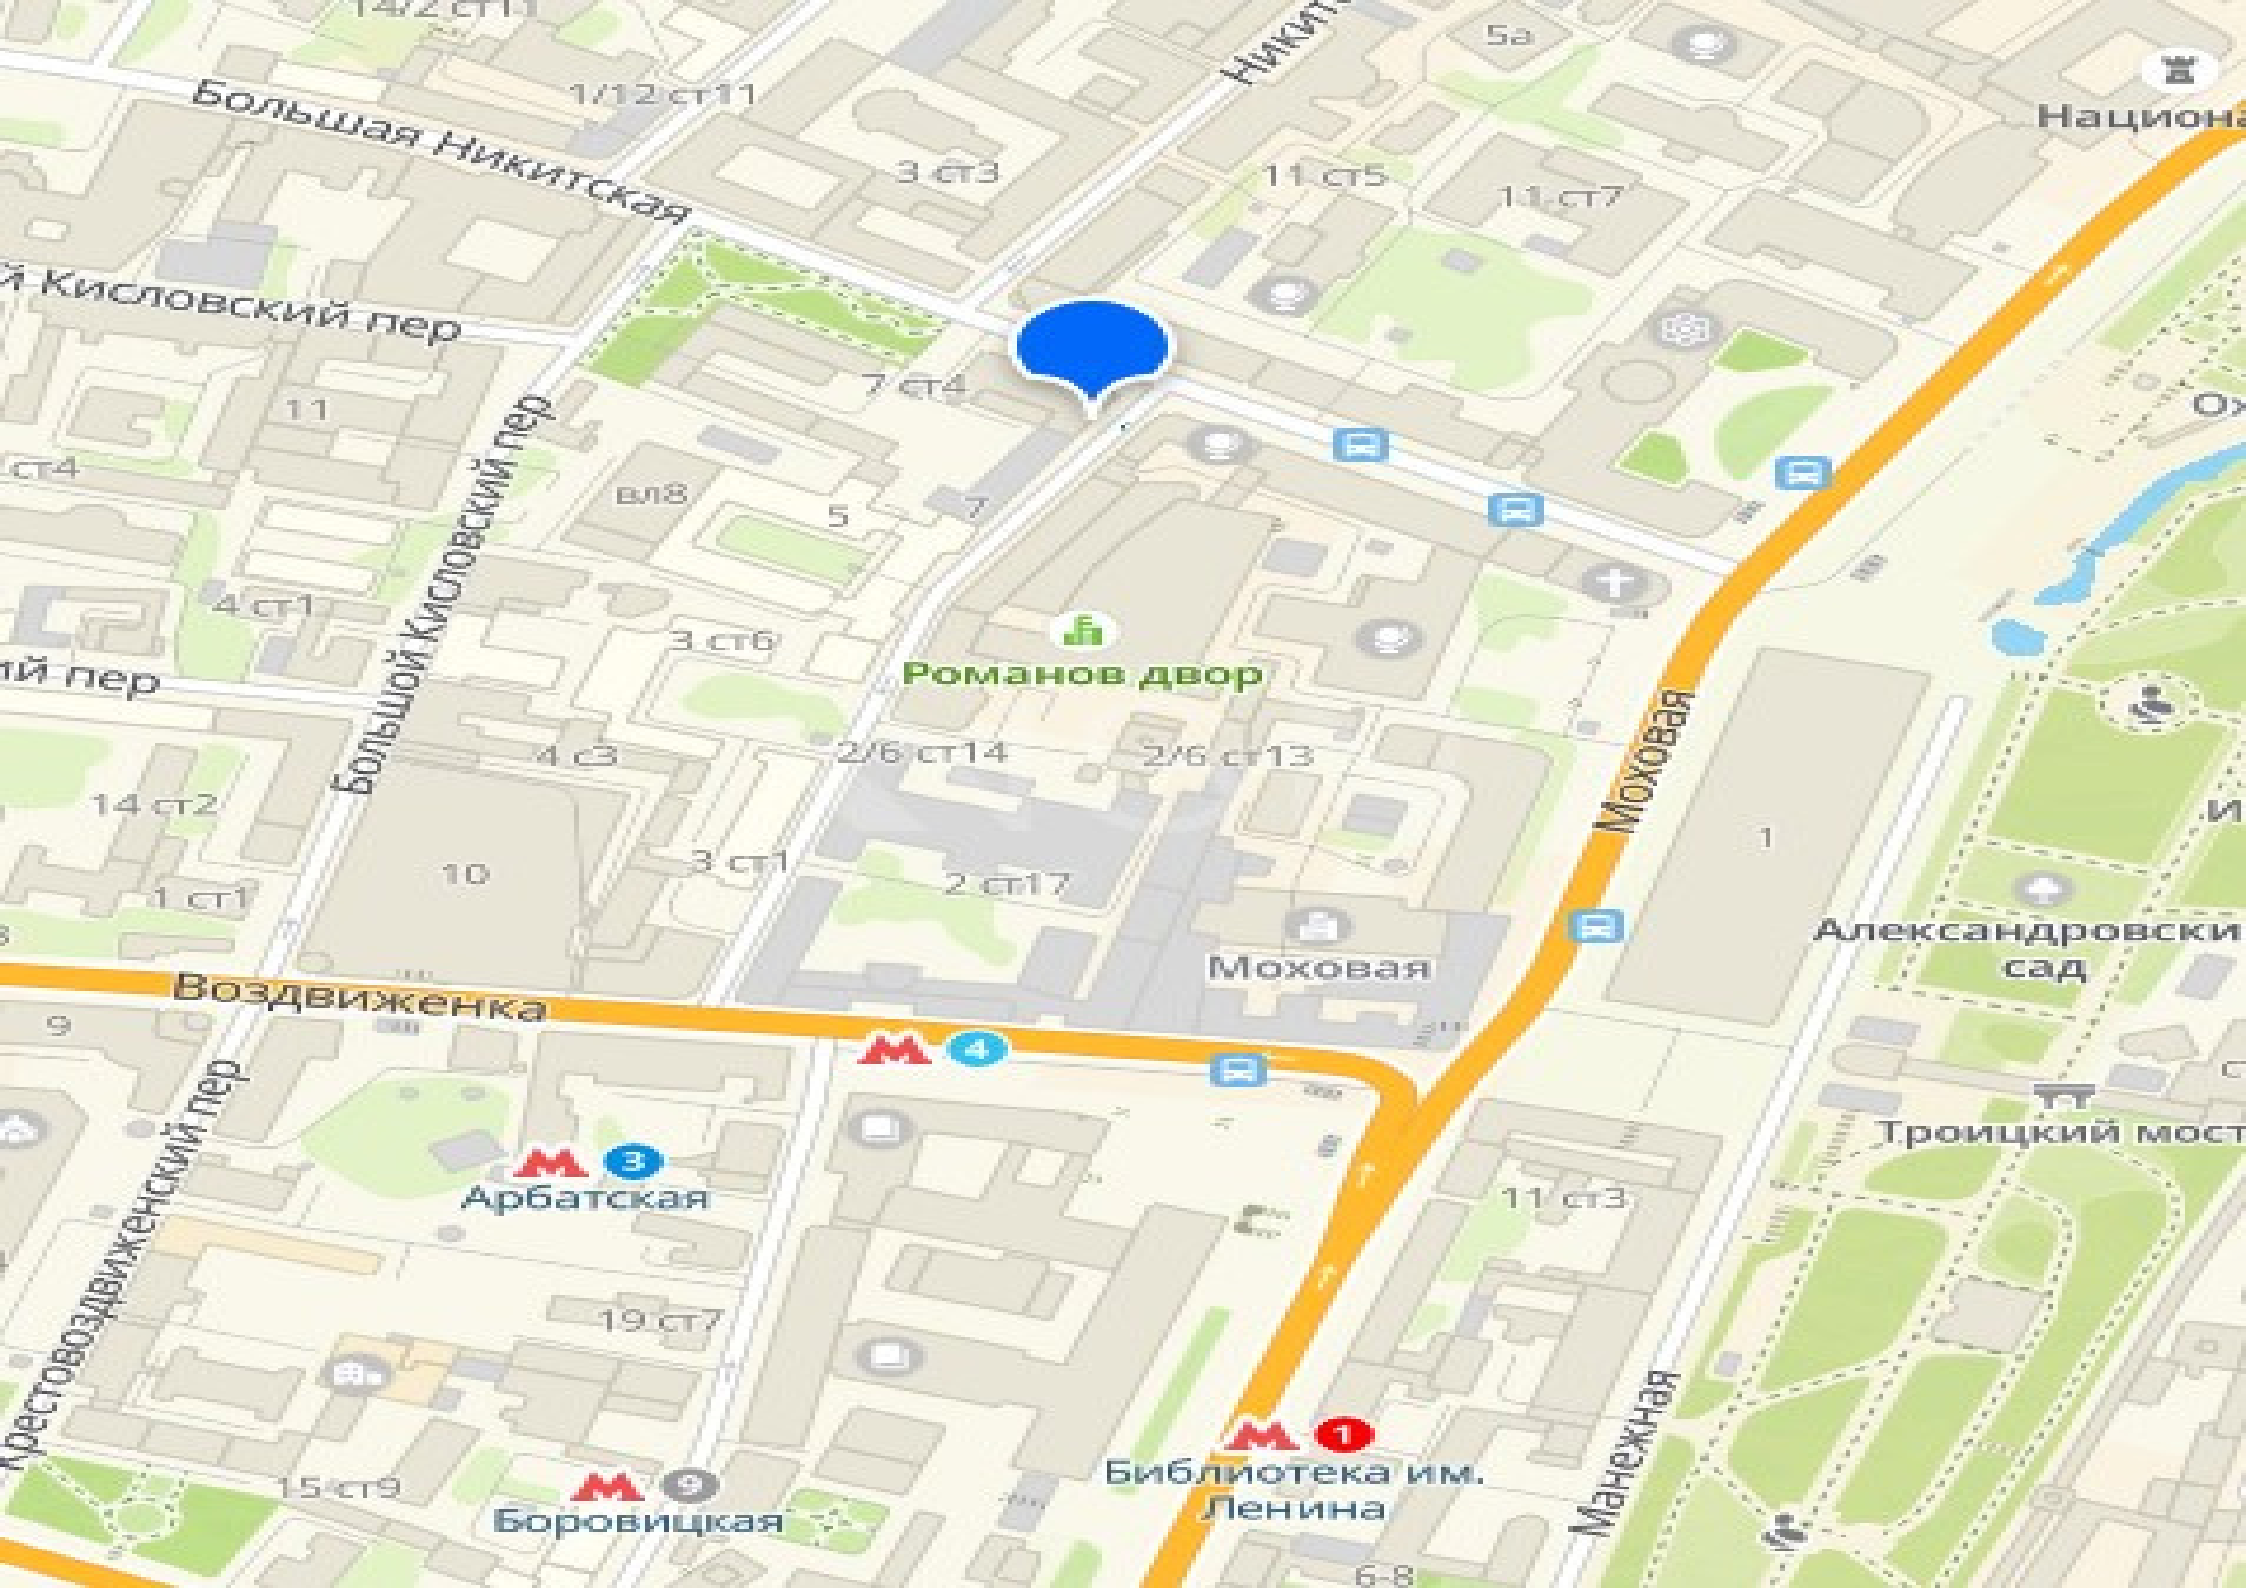 14/2 ст11
5а
Никит
1/12 ст11
Большая Никитская
Национа
3 ст3
11 ст5
11 ст7
й Кисловский пер
7 ст4
11
Ох
ст4
вл8
5
7
Большой Кисловский пер
4 ст1
3 ст6
ий пер
Романов двор
4 с3
2/6 ст14
2/6 ст13
Моховая
14 ст2
3 ст1
1
10
2 ст17
1 ст1
Александровски
сад
Моховая
Воздвиженка
9
4
Троицкий мост
3
Арбатская
11 ст3
Крестовоздвиженский пер
19 ст7
1
Библиотека им.
Ленина
Манежная
15 ст9
9
Боровицкая
6-8